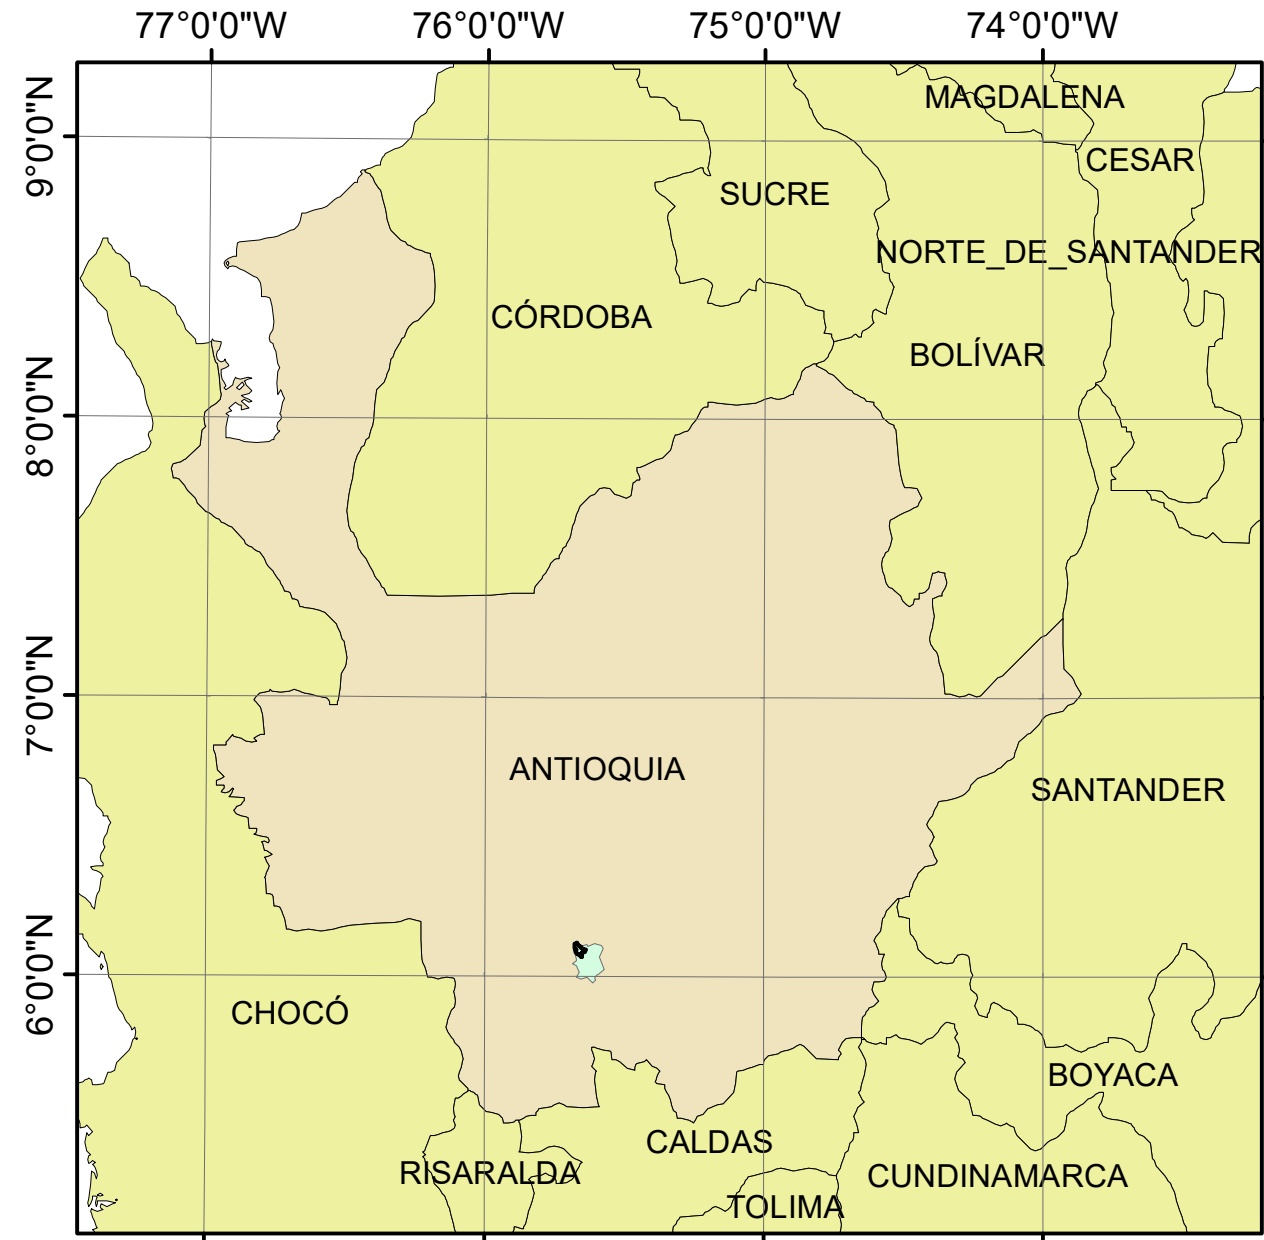 77°0'0"W 76°0'0"W 75°0'0"W 74°0'0"W
9°0'0"N
8°0'0"N
7°0'0"N
6°0'0"N
MAGDALENA
CESAR
SUCRE
NORTE_DE_SANTANDER
CÓRDOBA
BOLÍVAR
ANTIOQUIA
SANTANDER
CHOCÓ
BOYACA
CALDAS
RISARALDA
CUNDINAMARCA
TOLIMA